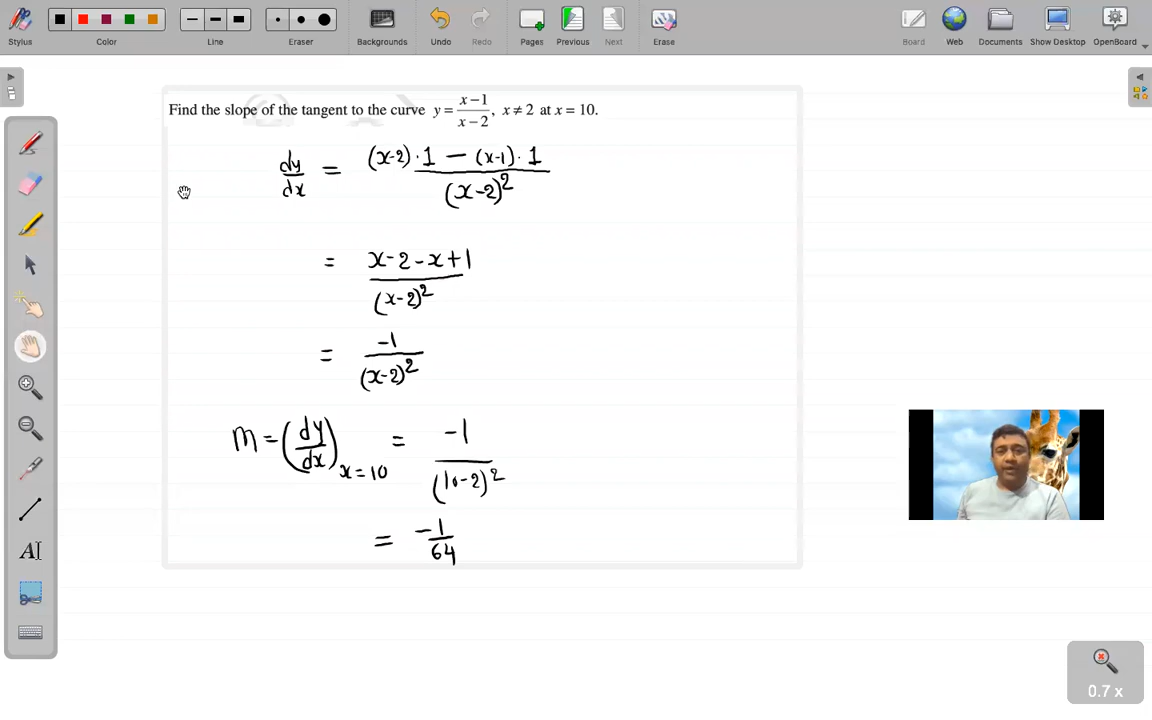 Stylus Color Line Eraser Backgrounds Undo Redo Pages Previous Next Erase Board Web Documents Show Desktop OpenBoard
Find the slope of the tangent to the curve y = (x − 1)/(x − 2), x ≠ 2 at x = 10.
dy/dx = ((x-2)·1 − (x-1)·1)/(x-2)²
= (x-2-x+1)/(x-2)²
= -1/(x-2)²
m = (dy/dx)ₓ₌₁₀ = -1/(10-2)²
= -1/64
A
0.7 x